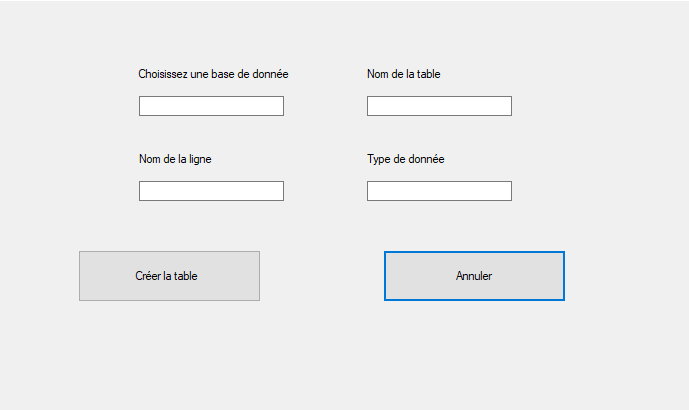 Choisissez une base de donnée
Nom de la table
Nom de la ligne
Type de donnée
Créer la table
Annuler